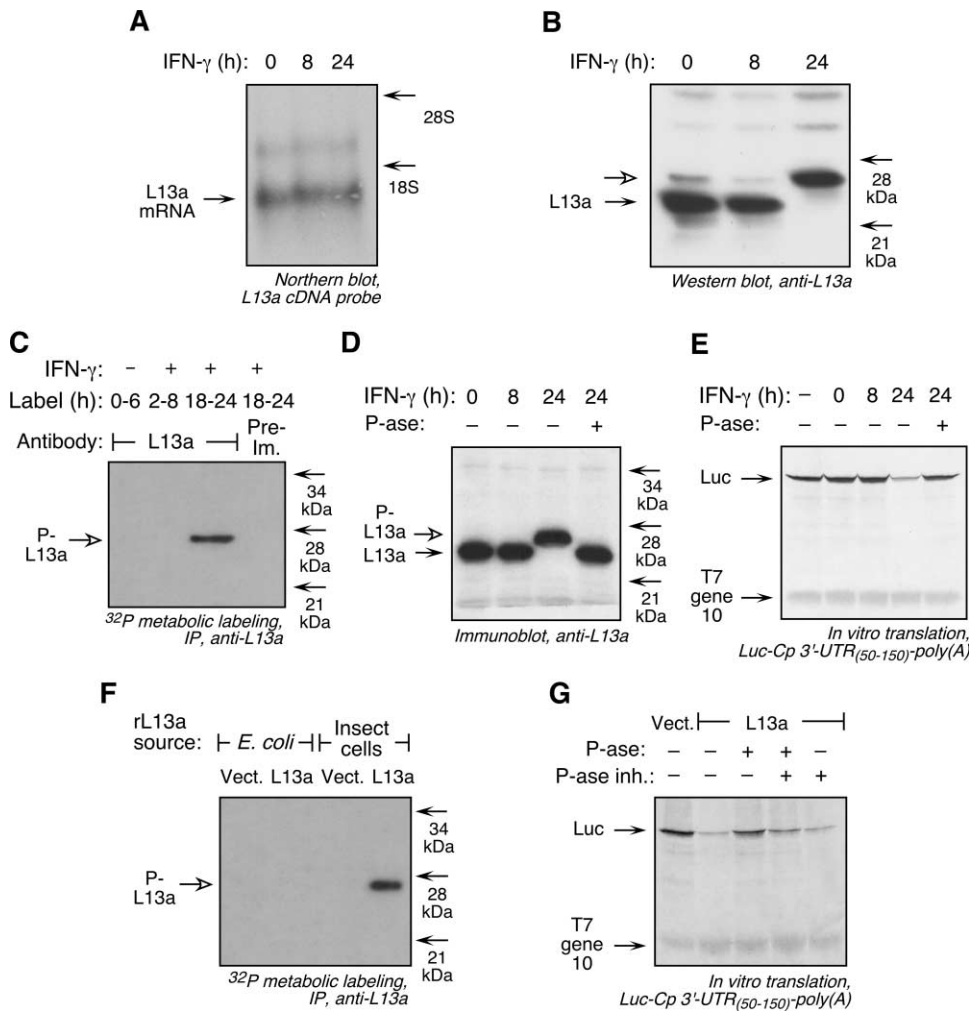 A
IFN-γ (h): 0 8 24
28S
18S
L13a
mRNA
Northern blot,
L13a cDNA probe
B
IFN-γ (h): 0 8 24
L13a
28
kDa
21
kDa
Western blot, anti-L13a
C
IFN-γ: – + + +
Label (h): 0-6 2-8 18-24 18-24
Antibody: L13a Pre-
Im.
34
kDa
P-
L13a
28
kDa
21
kDa
32P metabolic labeling,
IP, anti-L13a
D
IFN-γ (h): 0 8 24 24
P-ase: – – – +
34
kDa
P-
L13a
L13a
28
kDa
21
kDa
Immunoblot, anti-L13a
E
IFN-γ (h): – 0 8 24 24
P-ase: – – – – +
Luc
T7
gene
10
In vitro translation,
Luc-Cp 3'-UTR(50-150)-poly(A)
F
rL13a
source: E. coli Insect
cells
Vect. L13a Vect. L13a
34
kDa
P-
L13a
28
kDa
21
kDa
32P metabolic labeling,
IP, anti-L13a
G
Vect. L13a
P-ase: – – + + –
P-ase inh.: – – – + +
Luc
T7
gene
10
In vitro translation,
Luc-Cp 3'-UTR(50-150)-poly(A)